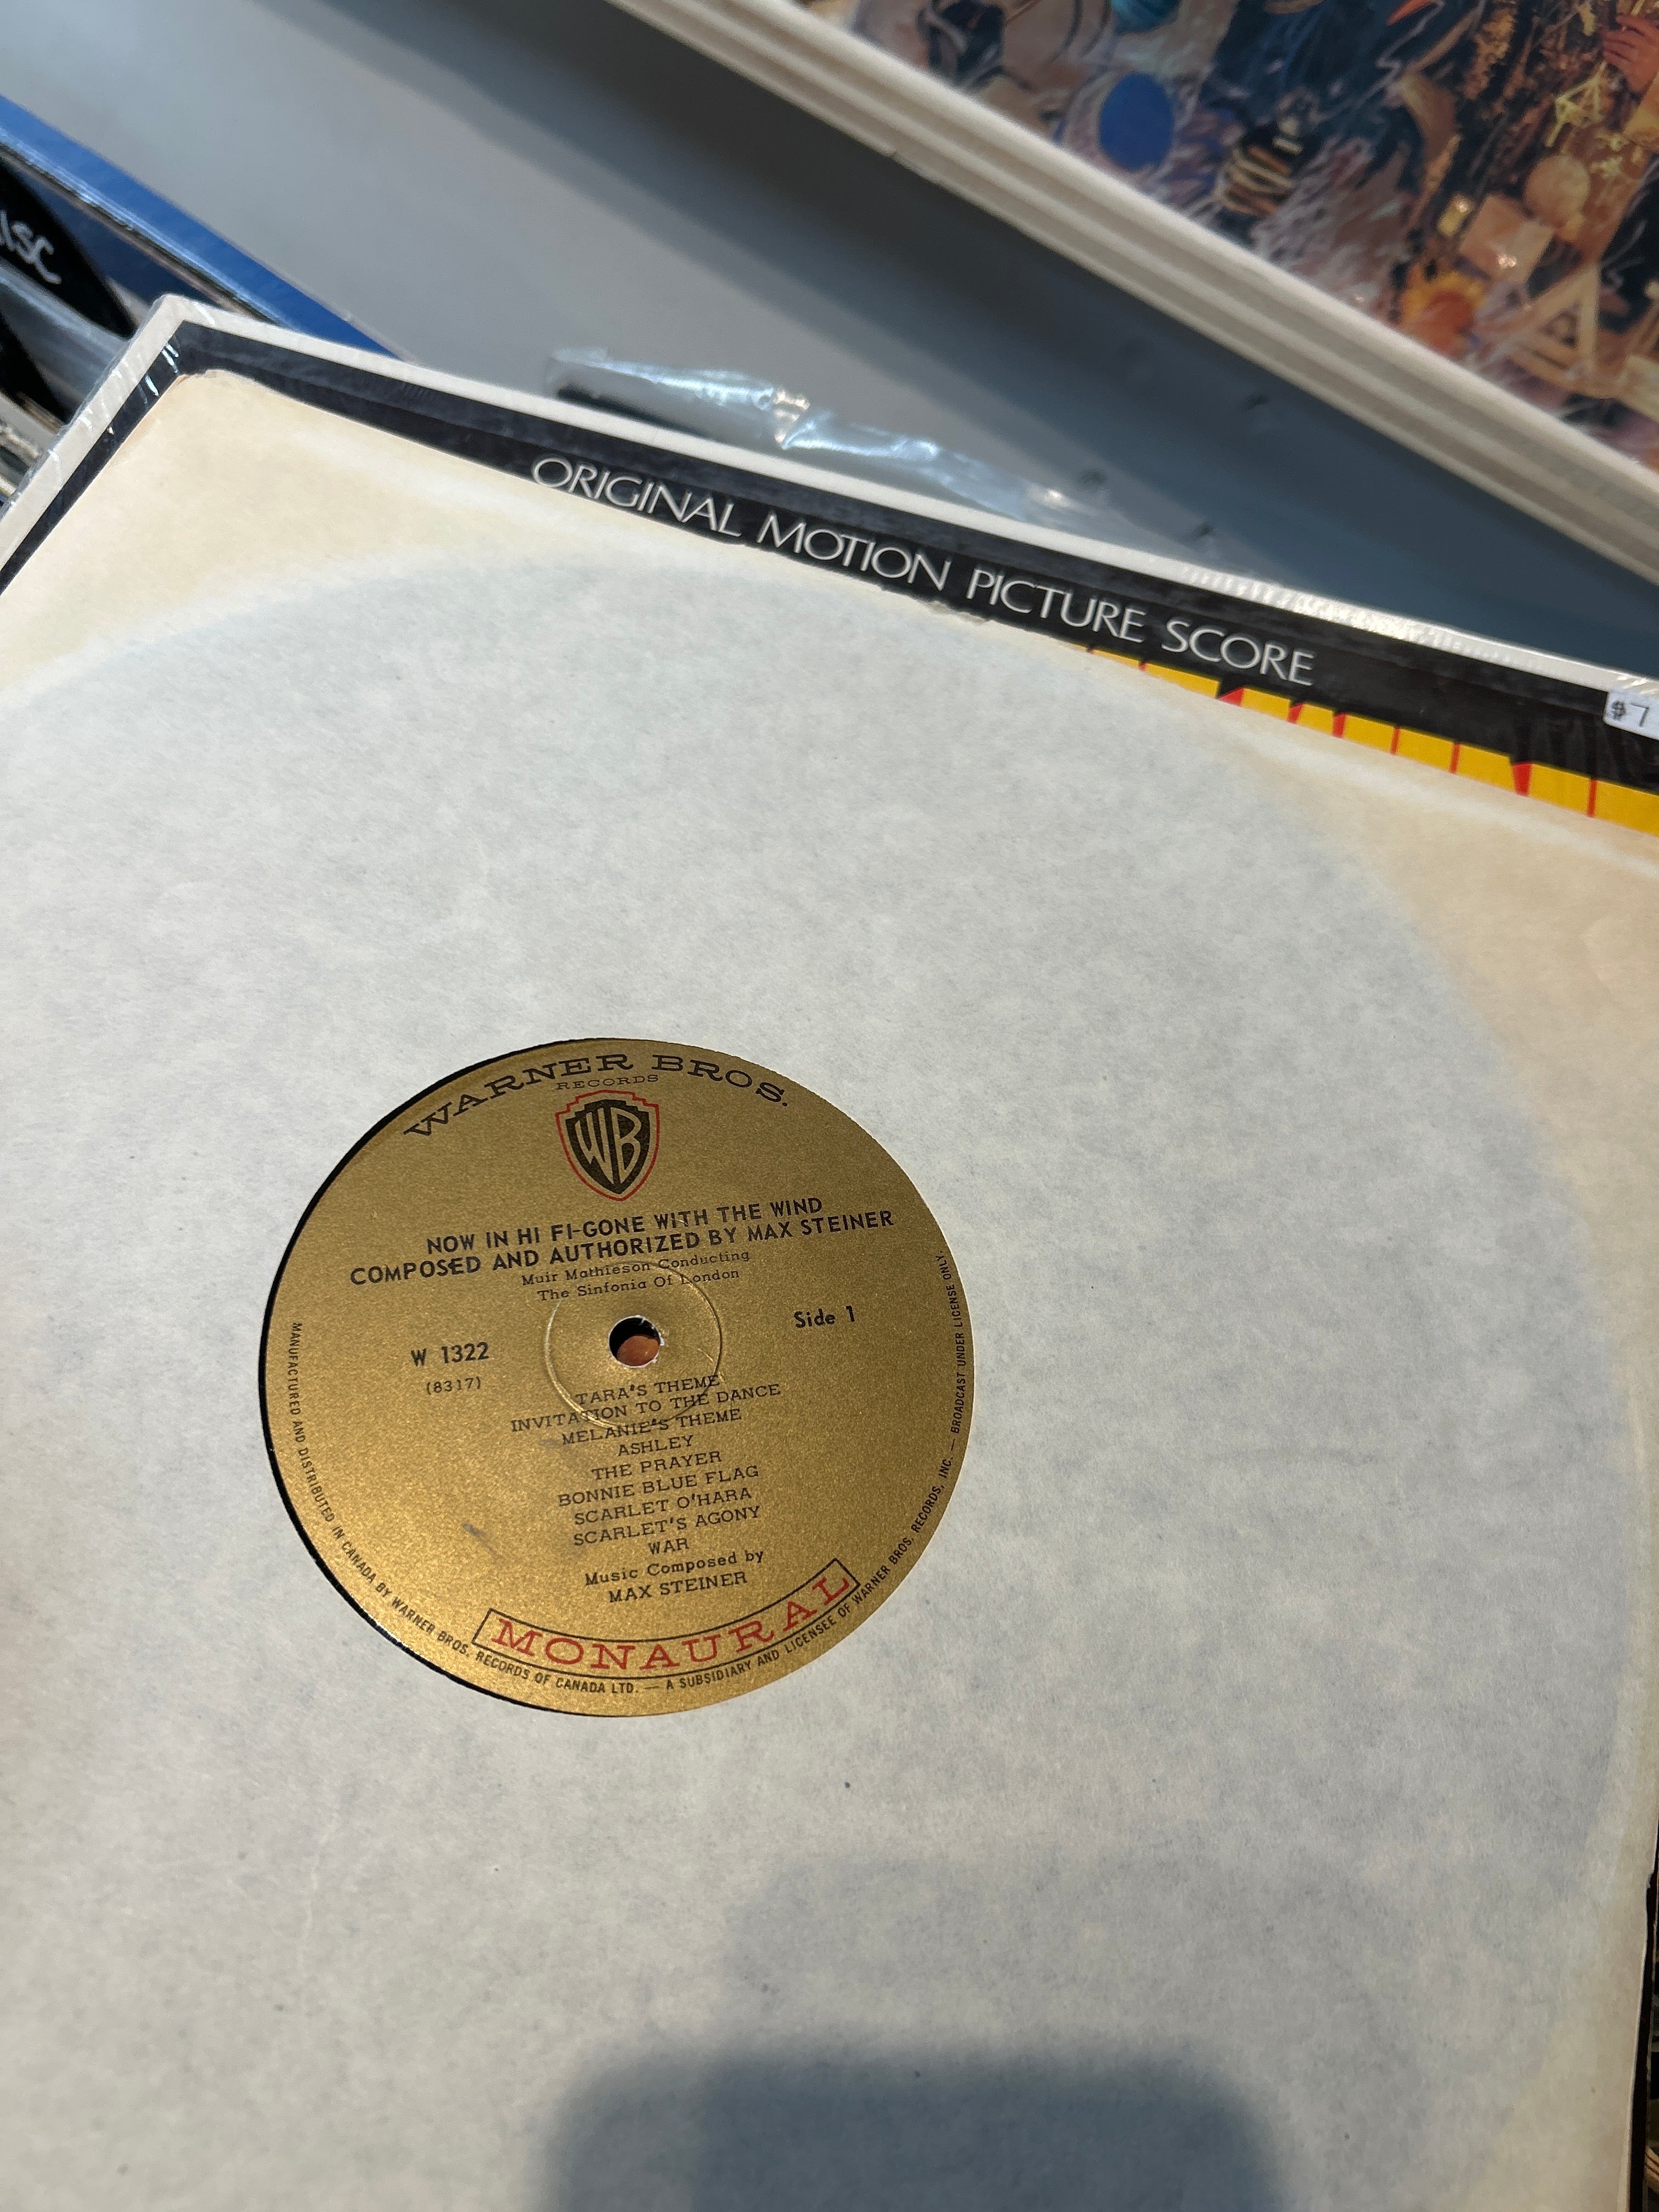 ISC
ORIGINAL MOTION PICTURE SCORE
$7
WARNER BROS.
RECORDS
WB
NOW IN HI FI-GONE WITH THE WIND
COMPOSED AND AUTHORIZED BY MAX STEINER
Muir Mathieson Conducting
The Sinfonia Of London
Side 1
W 1322
(8317)
TARA'S THEME
INVITATION TO THE DANCE
MELANIE'S THEME
ASHLEY
THE PRAYER
BONNIE BLUE FLAG
SCARLET O'HARA
SCARLET'S AGONY
WAR
Music Composed by
MAX STEINER
MONAURAL
MANUFACTURED AND DISTRIBUTED IN CANADA BY WARNER BROS. RECORDS OF CANADA LTD. — A SUBSIDIARY AND LICENSEE OF WARNER BROS. RECORDS, INC. — BROADCAST UNDER LICENSE ONLY.